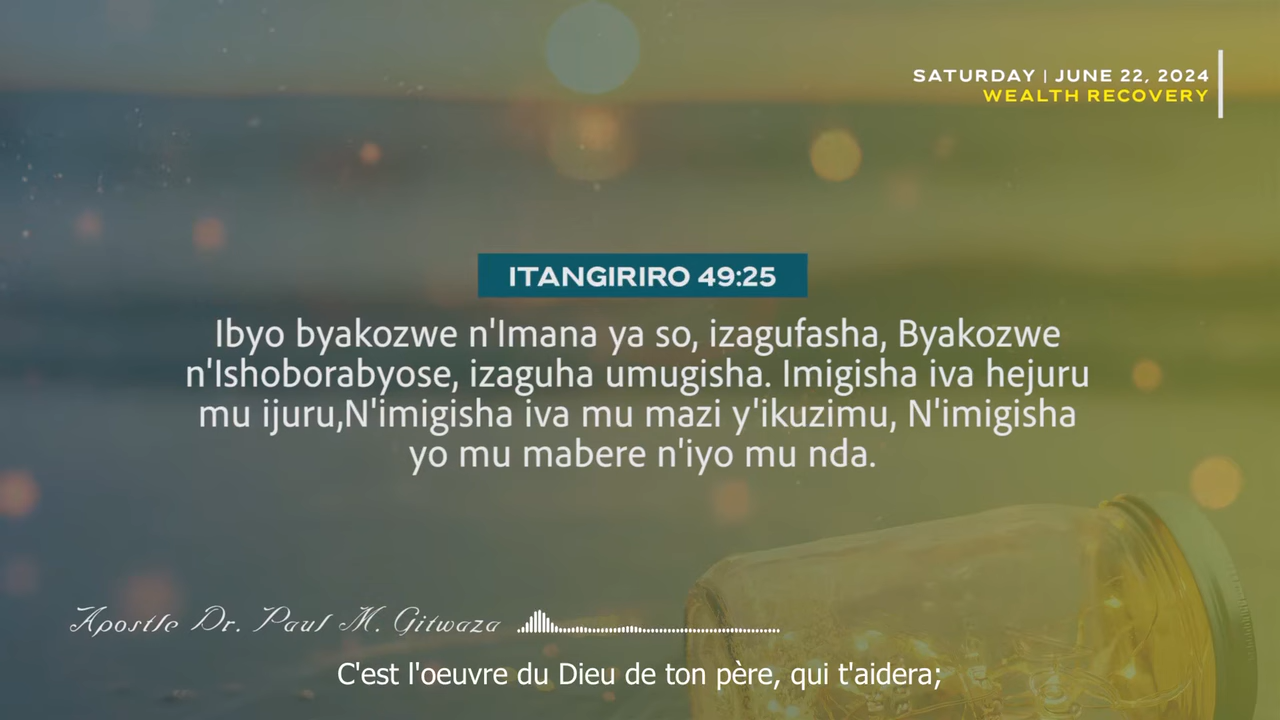 SATURDAY | JUNE 22, 2024
WEALTH RECOVERY
ITANGIRIRO 49:25
Ibyo byakozwe n'Imana ya so, izagufasha, Byakozwe
n'Ishoborabyose, izaguha umugisha. Imigisha iva hejuru
mu ijuru,N'imigisha iva mu mazi y'ikuzimu, N'imigisha
yo mu mabere n'iyo mu nda.
Apostle Dr. Paul M. Gitwaza
C'est l'oeuvre du Dieu de ton père, qui t'aidera;